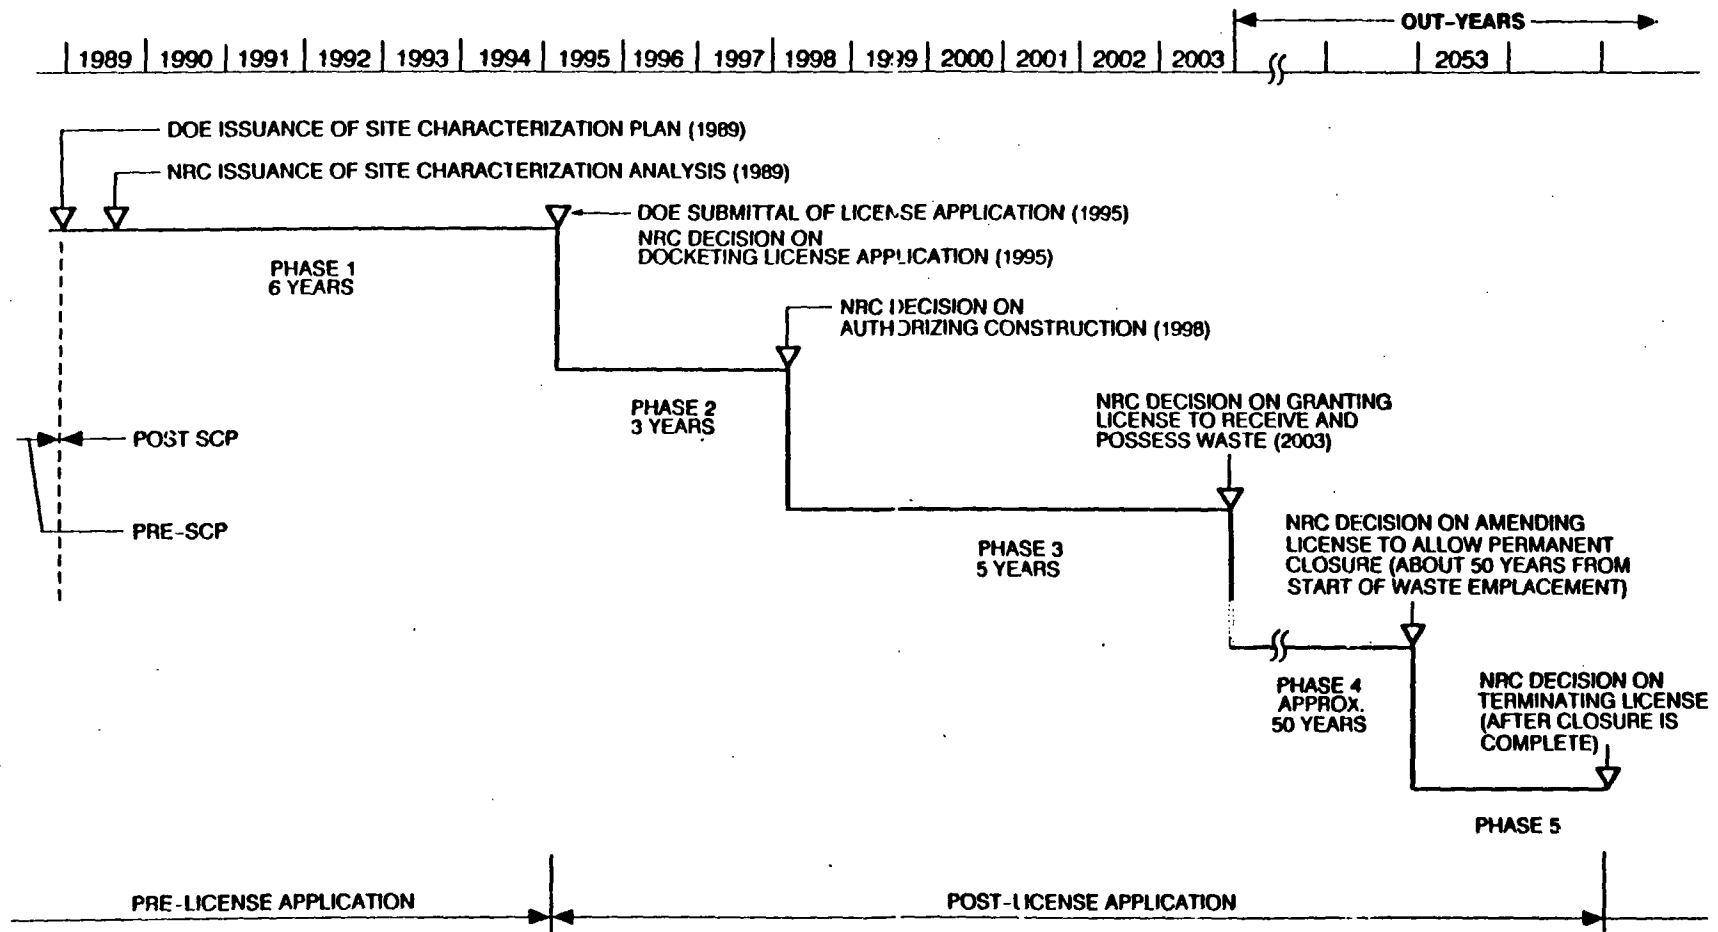 OUT-YEARS
1989 1990 1991 1992 1993 1994 1995 1996 1997 1998 1999 2000 2001 2002 2003 2053
DOE ISSUANCE OF SITE CHARACTERIZATION PLAN (1989)
NRC ISSUANCE OF SITE CHARACTERIZATION ANALYSIS (1989)
DOE SUBMITTAL OF LICENSE APPLICATION (1995)
NRC DECISION ON
DOCKETING LICENSE APPLICATION (1995)
PHASE 1
6 YEARS
NRC DECISION ON
AUTHORIZING CONSTRUCTION (1998)
PHASE 2
3 YEARS
NRC DECISION ON GRANTING
LICENSE TO RECEIVE AND
POSSESS WASTE (2003)
POST SCP
PRE-SCP
PHASE 3
5 YEARS
NRC DECISION ON AMENDING
LICENSE TO ALLOW PERMANENT
CLOSURE (ABOUT 50 YEARS FROM
START OF WASTE EMPLACEMENT)
PHASE 4
APPROX.
50 YEARS
NRC DECISION ON
TERMINATING LICENSE
(AFTER CLOSURE IS
COMPLETE)
PHASE 5
PRE-LICENSE APPLICATION
POST-LICENSE APPLICATION